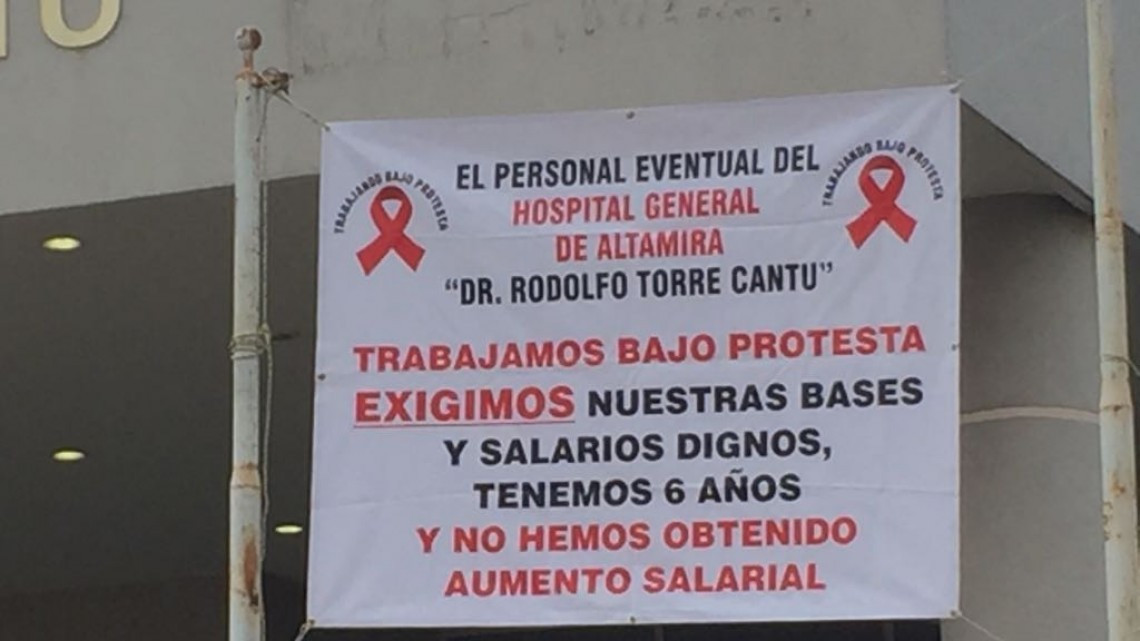 TRABAJANDO BAJO PROTESTA
TRABAJANDO BAJO PROTESTA
EL PERSONAL EVENTUAL DEL
HOSPITAL GENERAL
DE ALTAMIRA
“DR. RODOLFO TORRE CANTU”
TRABAJAMOS BAJO PROTESTA
EXIGIMOS NUESTRAS BASES
Y SALARIOS DIGNOS,
TENEMOS 6 AÑOS
Y NO HEMOS OBTENIDO
AUMENTO SALARIAL